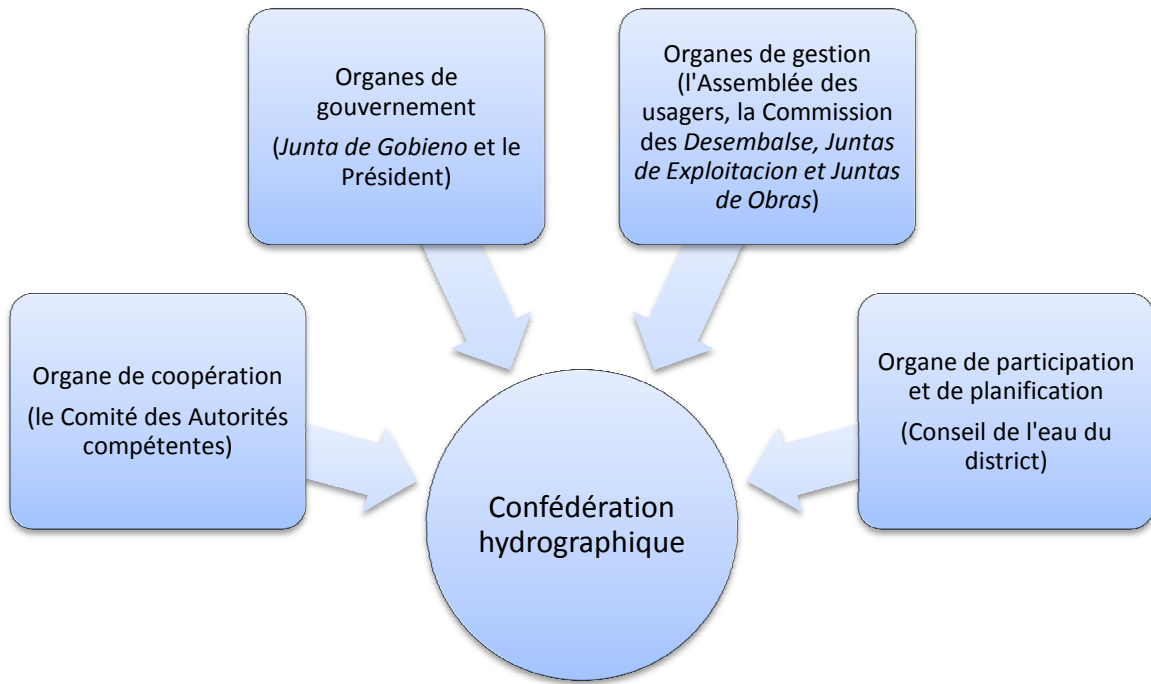 Organes de
gouvernement
(Junta de Gobieno et le
Président)
Organes de gestion
(l'Assemblée des
usagers, la Commission
des Desembalse, Juntas
de Exploitacion et Juntas
de Obras)
Organe de coopération
(le Comité des Autorités
compétentes)
Organe de participation
et de planification
(Conseil de l'eau du
district)
Confédération
hydrographique